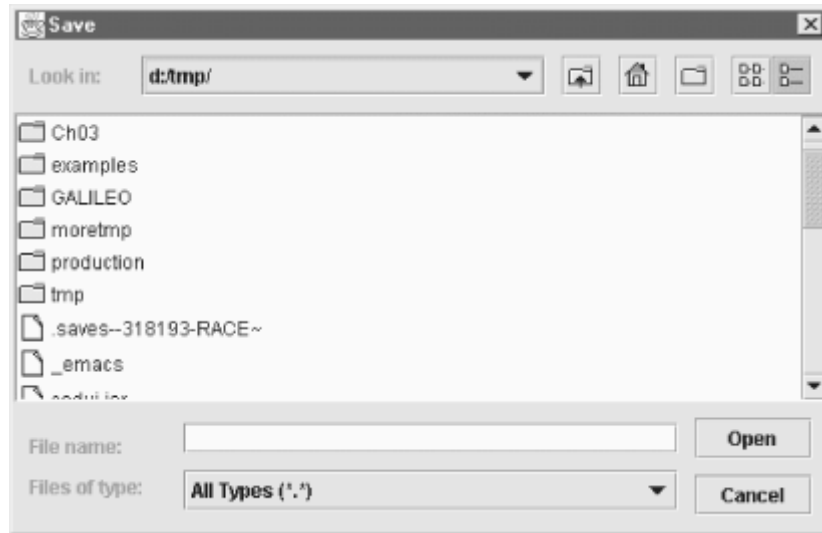 Save
Look in: d:/tmp/
Ch03
examples
GALILEO
moretmp
production
tmp
.saves--318193-RACE~
_emacs
File name: Open
Files of type: All Types (*.*) Cancel